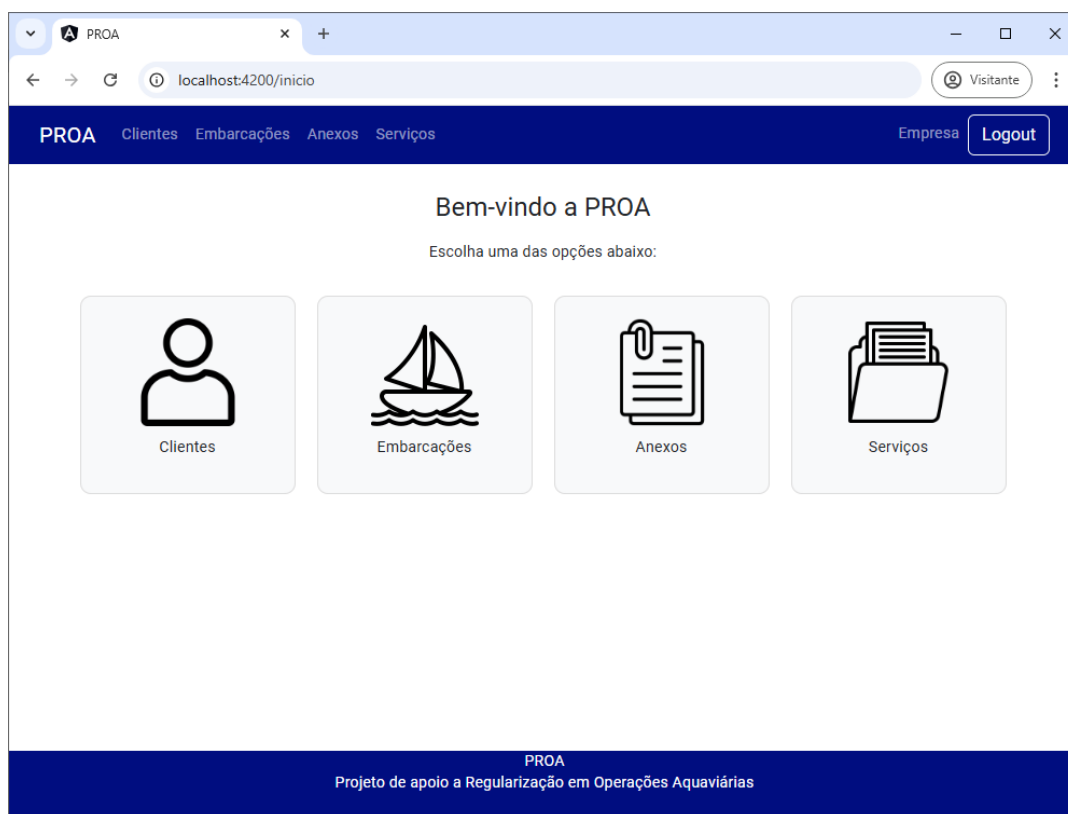 PROA
localhost:4200/inicio
Visitante
PROA Clientes Embarcações Anexos Serviços Empresa Logout
Bem-vindo a PROA
Escolha uma das opções abaixo:
Clientes Embarcações Anexos Serviços
PROA
Projeto de apoio a Regularização em Operações Aquaviárias